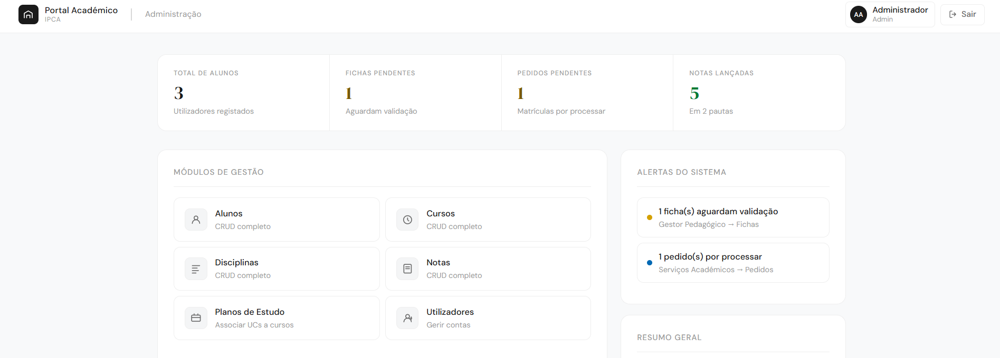 Portal Académico
IPCA
Administração
AA
Administrador
Admin
Sair
TOTAL DE ALUNOS
3
Utilizadores registados
FICHAS PENDENTES
1
Aguardam validação
PEDIDOS PENDENTES
1
Matrículas por processar
NOTAS LANÇADAS
5
Em 2 pautas
MÓDULOS DE GESTÃO
Alunos
CRUD completo
Cursos
CRUD completo
Disciplinas
CRUD completo
Notas
CRUD completo
Planos de Estudo
Associar UCs a cursos
Utilizadores
Gerir contas
ALERTAS DO SISTEMA
1 ficha(s) aguardam validação
Gestor Pedagógico → Fichas
1 pedido(s) por processar
Serviços Académicos → Pedidos
RESUMO GERAL